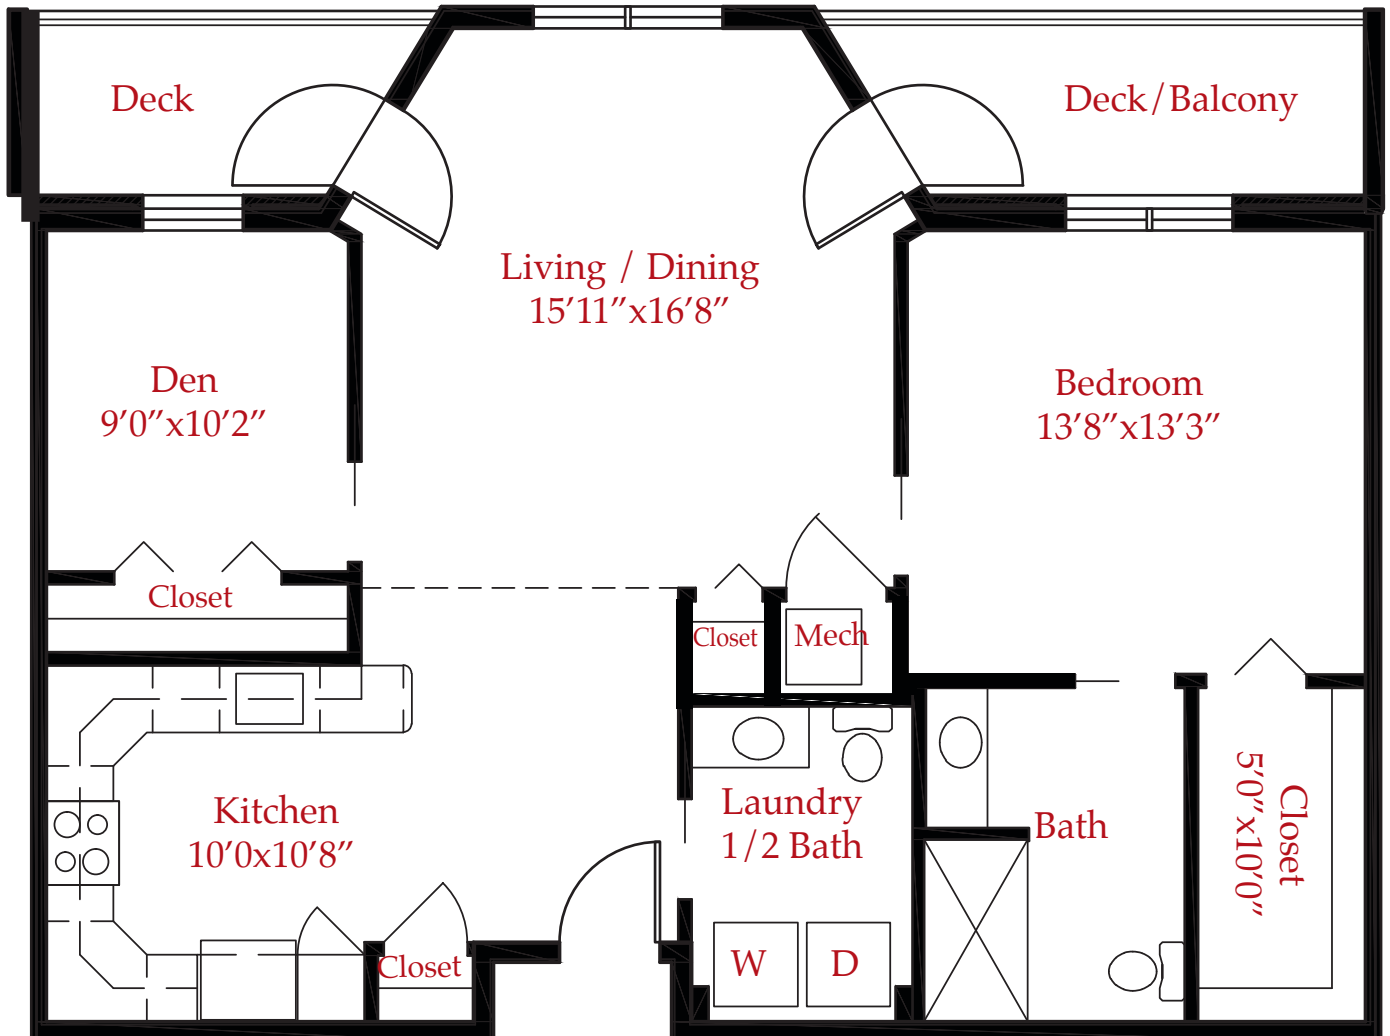 Deck
Deck/Balcony
Living / Dining
15’11”x16’8”
Den
9’0”x10’2”
Bedroom
13’8”x13’3”
Closet
Closet
Mech
Kitchen
10’0x10’8”
Laundry
1/2 Bath
Bath
Closet
5’0”x10’0”
Closet
W
D